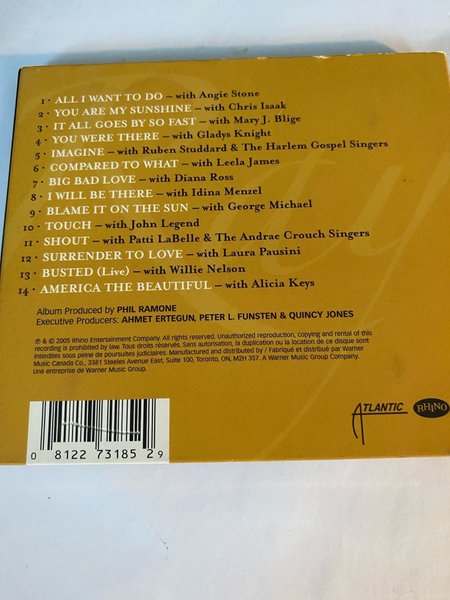 1 · ALL I WANT TO DO – with Angie Stone
2 · YOU ARE MY SUNSHINE – with Chris Isaak
3 · IT ALL GOES BY SO FAST – with Mary J. Blige
4 · YOU WERE THERE – with Gladys Knight
5 · IMAGINE – with Ruben Studdard & The Harlem Gospel Singers
6 · COMPARED TO WHAT – with Leela James
7 · BIG BAD LOVE – with Diana Ross
8 · I WILL BE THERE – with Idina Menzel
9 · BLAME IT ON THE SUN – with George Michael
10 · TOUCH – with John Legend
11 · SHOUT – with Patti LaBelle & The Andrae Crouch Singers
12 · SURRENDER TO LOVE – with Laura Pausini
13 · BUSTED (Live) – with Willie Nelson
14 · AMERICA THE BEAUTIFUL – with Alicia Keys
Album Produced by PHIL RAMONE
Executive Producers: AHMET ERTEGUN, PETER L. FUNSTEN & QUINCY JONES
℗ & © 2005 Rhino Entertainment Company. All rights reserved. Unauthorized reproduction, copying and rental of this
recording is prohibited by law. Tous droits réservés. Sans autorisation, la duplication ou la location de ce disque sont
interdites sous peine de poursuites judiciaires. Manufactured and distributed by / Fabriqué et distribué par Warner
Music Canada Co., 3381 Steeles Avenue East, Suite 100, Toronto, ON, M2H 3S7. A Warner Music Group Company.
Une entreprise de Warner Music Group.
ATLANTIC
RHINO
0 81227 31852 9